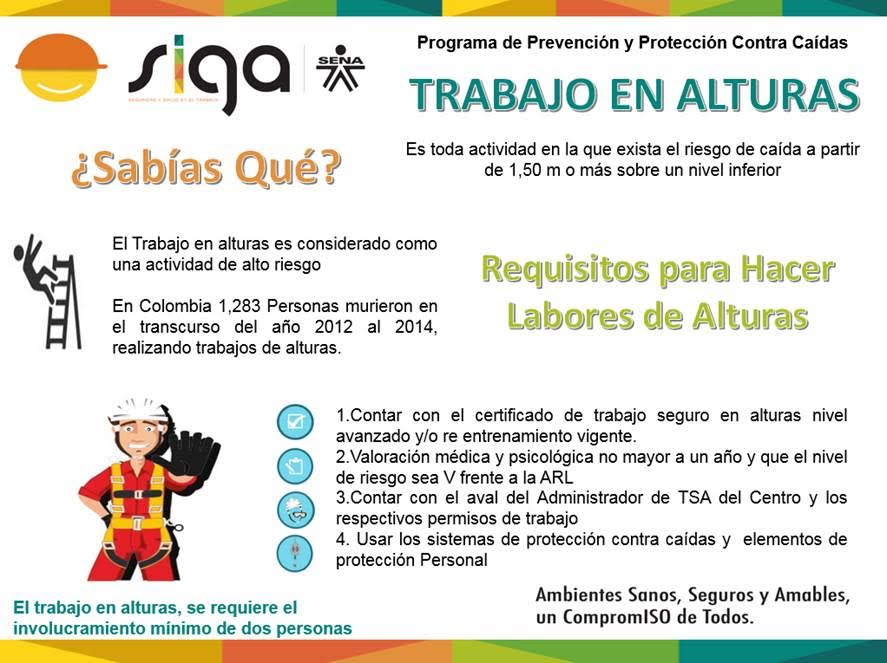 siga
SEGURIDAD Y SALUD EN EL TRABAJO
SENA
Programa de Prevención y Protección Contra Caídas
TRABAJO EN ALTURAS
Es toda actividad en la que exista el riesgo de caída a partir
de 1,50 m o más sobre un nivel inferior
¿Sabías Qué?
El Trabajo en alturas es considerado como
una actividad de alto riesgo
En Colombia 1,283 Personas murieron en
el transcurso del año 2012 al 2014,
realizando trabajos de alturas.
Requisitos para Hacer
Labores de Alturas
1.Contar con el certificado de trabajo seguro en alturas nivel
avanzado y/o re entrenamiento vigente.
2.Valoración médica y psicológica no mayor a un año y que el nivel
de riesgo sea V frente a la ARL
3.Contar con el aval del Administrador de TSA del Centro y los
respectivos permisos de trabajo
4. Usar los sistemas de protección contra caídas y elementos de
protección Personal
El trabajo en alturas, se requiere el
involucramiento mínimo de dos personas
Ambientes Sanos, Seguros y Amables,
un CompromISO de Todos.